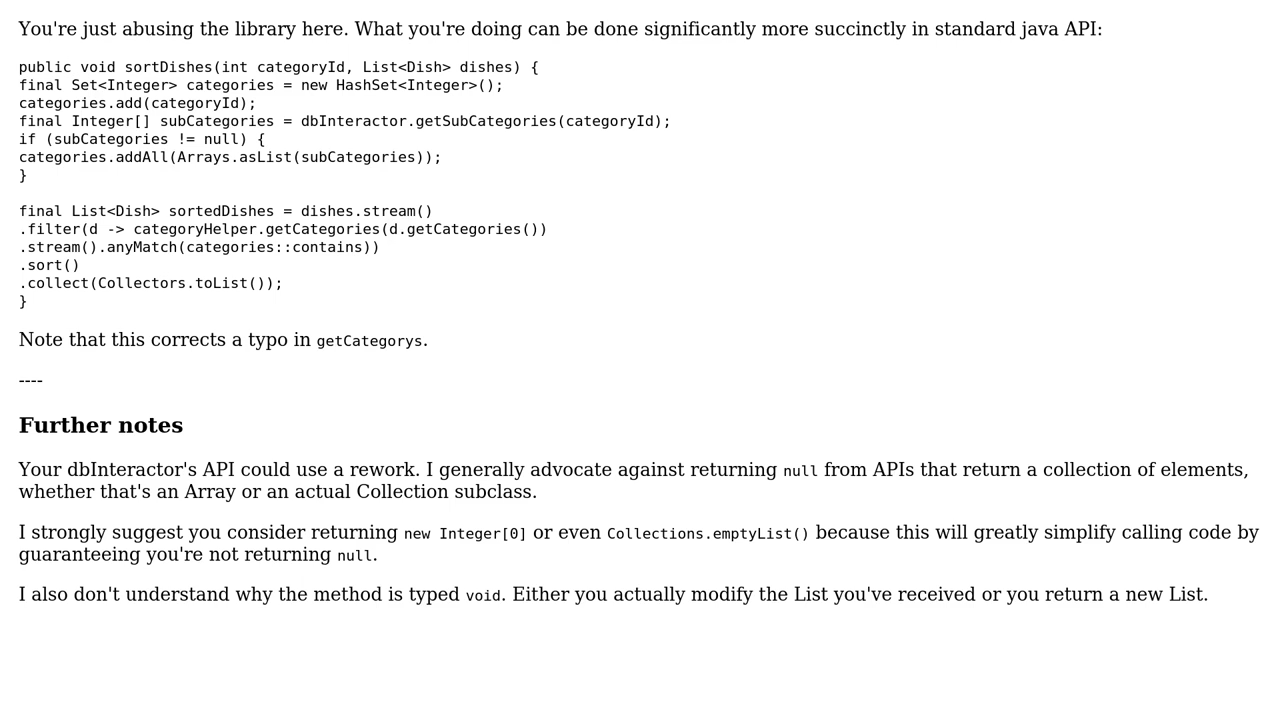 You're just abusing the library here. What you're doing can be done significantly more succinctly in standard java API:
public void sortDishes(int categoryId, List<Dish> dishes) {
final Set<Integer> categories = new HashSet<Integer>();
categories.add(categoryId);
final Integer[] subCategories = dbInteractor.getSubCategories(categoryId);
if (subCategories != null) {
categories.addAll(Arrays.asList(subCategories));
}
final List<Dish> sortedDishes = dishes.stream()
.filter(d -> categoryHelper.getCategories(d.getCategories())
.stream().anyMatch(categories::contains))
.sort()
.collect(Collectors.toList());
}
Note that this corrects a typo in getCategorys.
----
Further notes
Your dbInteractor's API could use a rework. I generally advocate against returning null from APIs that return a collection of elements,
whether that's an Array or an actual Collection subclass.
I strongly suggest you consider returning new Integer[0] or even Collections.emptyList() because this will greatly simplify calling code by
guaranteeing you're not returning null.
I also don't understand why the method is typed void. Either you actually modify the List you've received or you return a new List.